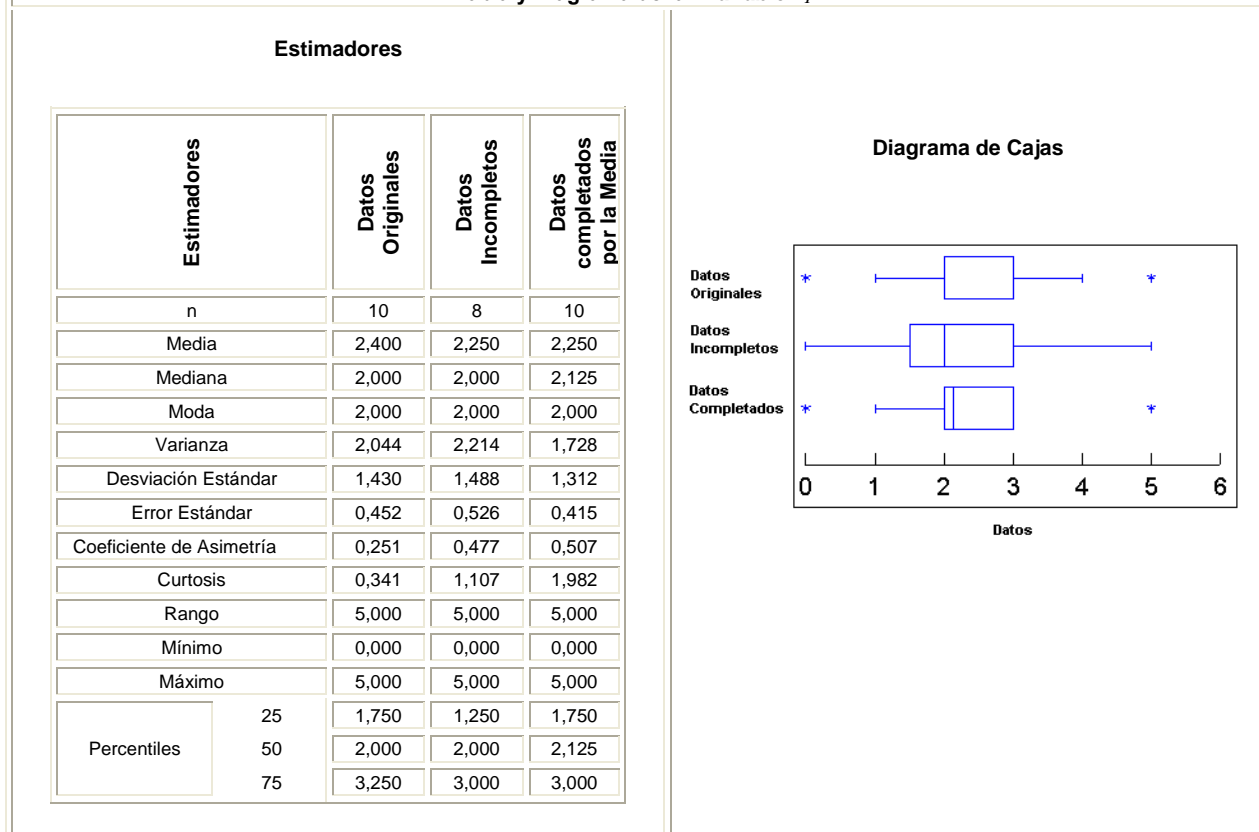 Estimadores
Estimadores
Datos Originales
Datos Incompletos
Datos completados por la Media
n 10 8 10
Media 2,400 2,250 2,250
Mediana 2,000 2,000 2,125
Moda 2,000 2,000 2,000
Varianza 2,044 2,214 1,728
Desviación Estándar 1,430 1,488 1,312
Error Estándar 0,452 0,526 0,415
Coeficiente de Asimetría 0,251 0,477 0,507
Curtosis 0,341 1,107 1,982
Rango 5,000 5,000 5,000
Mínimo 0,000 0,000 0,000
Máximo 5,000 5,000 5,000
25 1,750 1,250 1,750
Percentiles 50 2,000 2,000 2,125
75 3,250 3,000 3,000
Diagrama de Cajas
Datos
Originales
Datos
Incompletos
Datos
Completados
0 1 2 3 4 5 6
Datos